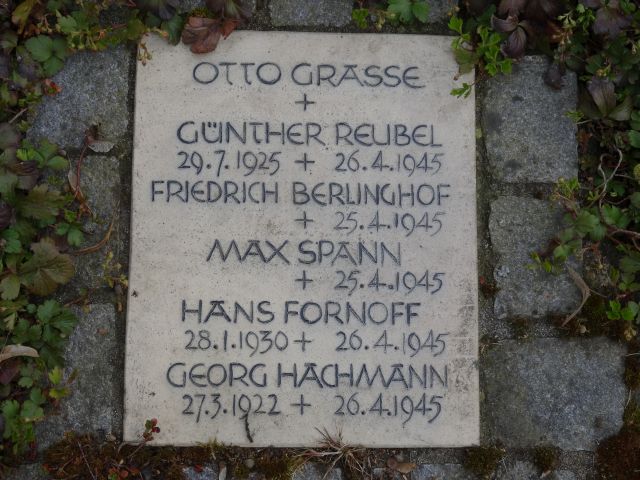 OTTO GRASSE
+
GÜNTHER REUBEL
29.7.1925 + 26.4.1945
FRIEDRICH BERLINGHOF
+ 25.4.1945
MAX SPANN
+ 25.4.1945
HANS FORNOFF
28.1.1930 + 26.4.1945
GEORG HACHMANN
27.3.1922 + 26.4.1945